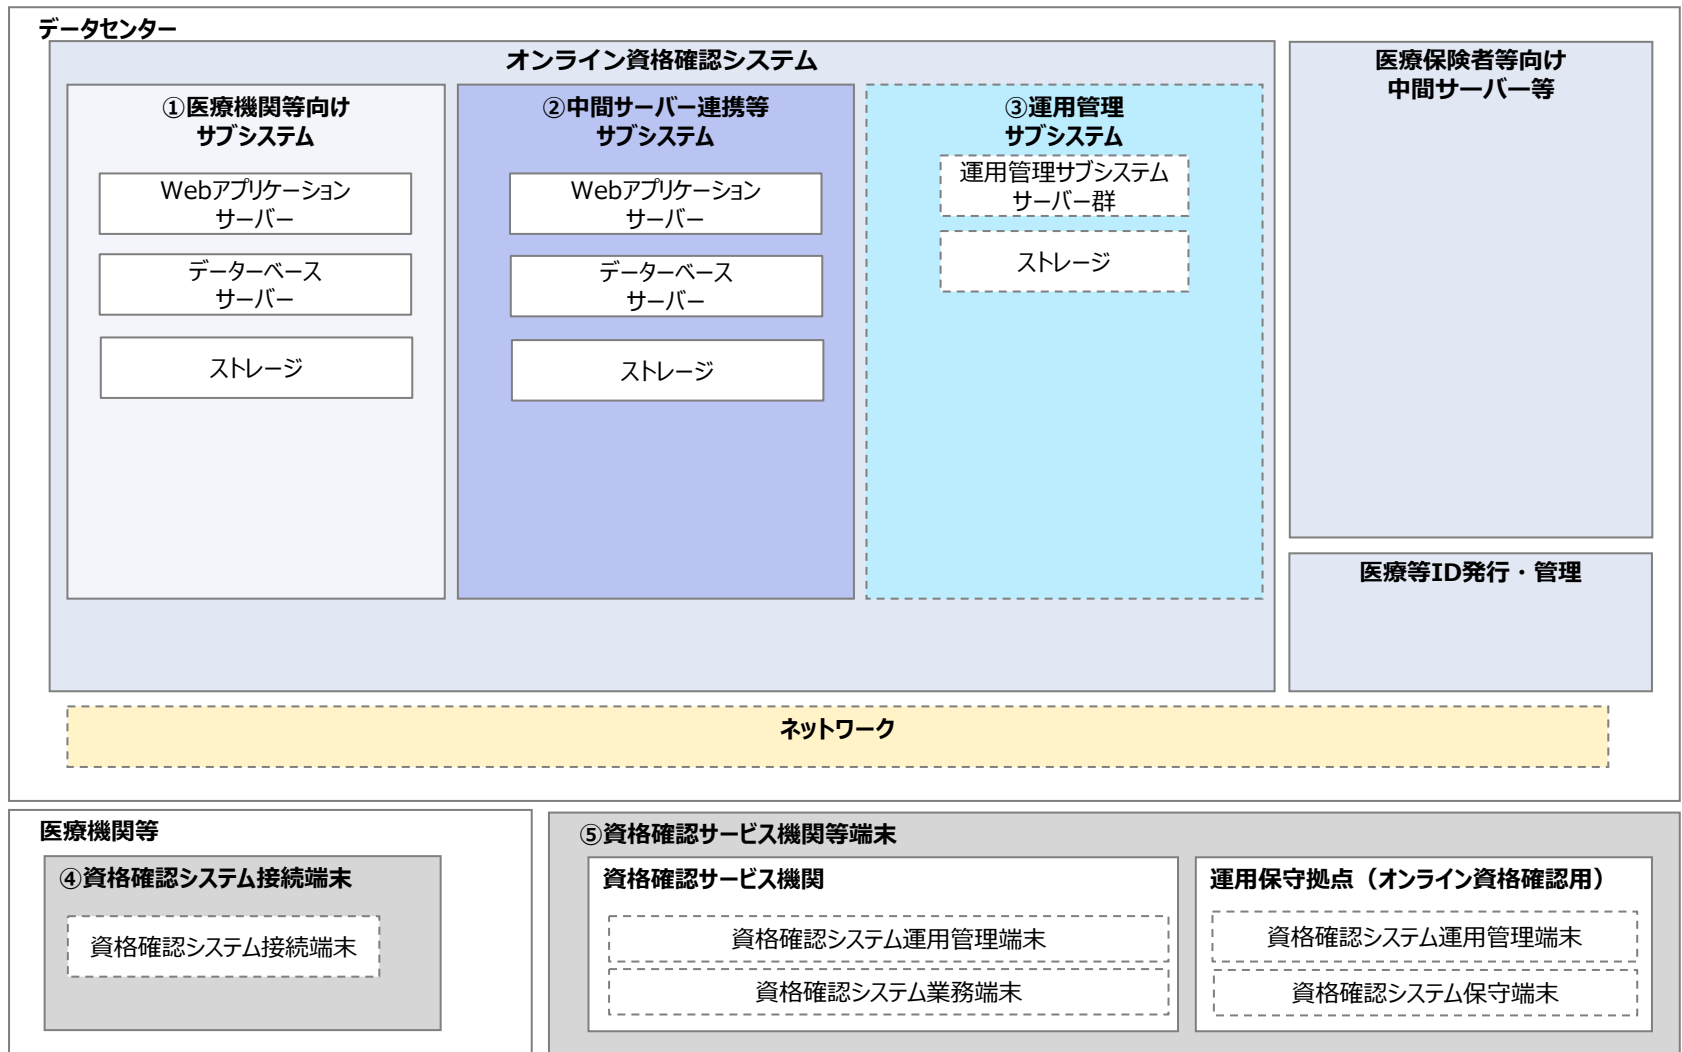 データセンター
オンライン資格確認システム
①医療機関等向け
サブシステム
Webアプリケーション
サーバー
データーベース
サーバー
ストレージ
②中間サーバー連携等
サブシステム
Webアプリケーション
サーバー
データーベース
サーバー
ストレージ
③運用管理
サブシステム
運用管理サブシステム
サーバー群
ストレージ
医療保険者等向け
中間サーバー等
医療等ID発行・管理
ネットワーク
医療機関等
④資格確認システム接続端末
資格確認システム接続端末
⑤資格確認サービス機関等端末
資格確認サービス機関
資格確認システム運用管理端末
資格確認システム業務端末
運用保守拠点（オンライン資格確認用）
資格確認システム運用管理端末
資格確認システム保守端末